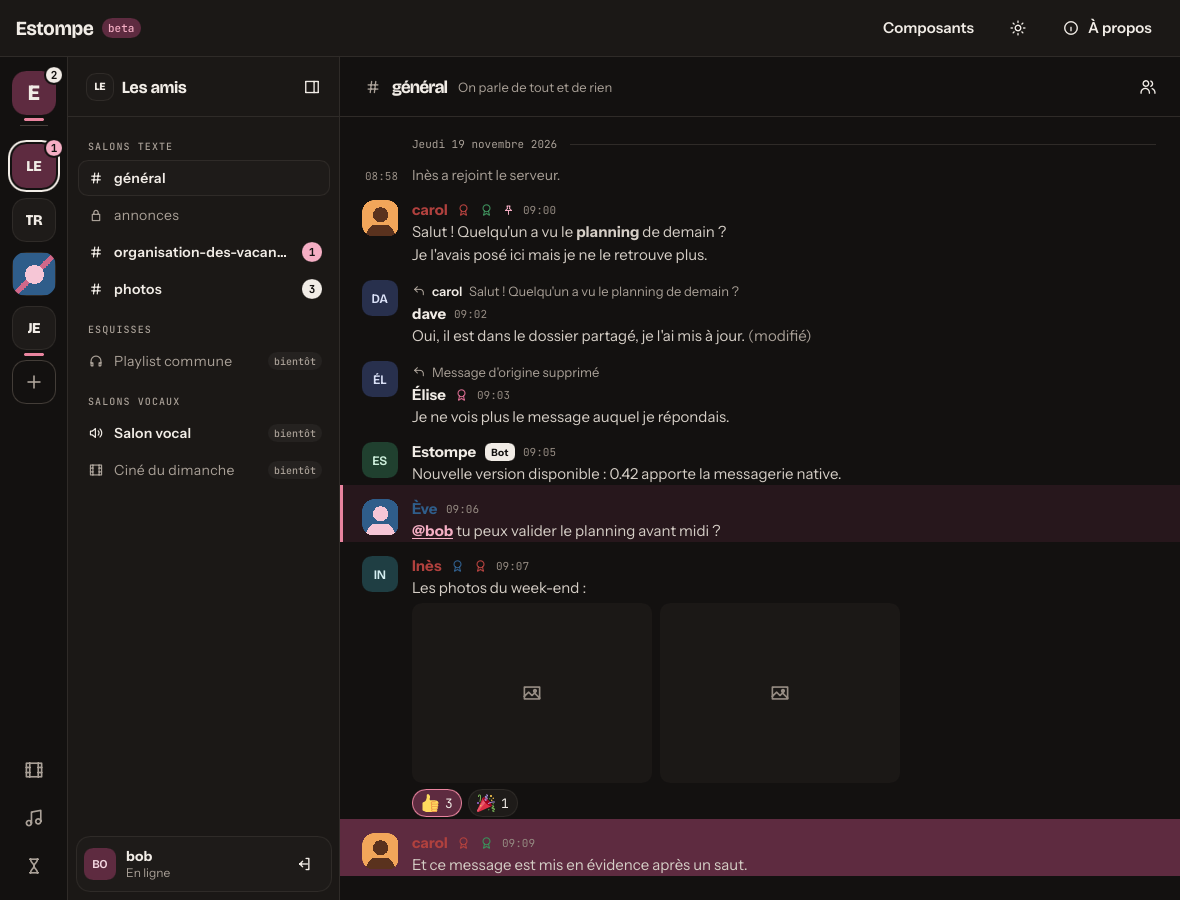 Estompe beta
Composants
À propos
E 2
LE 1
TR
JE
LE Les amis
SALONS TEXTE
# général
annonces
# organisation-des-vacan... 1
# photos 3
ESQUISSES
Playlist commune bientôt
SALONS VOCAUX
Salon vocal bientôt
Ciné du dimanche bientôt
BO bob
En ligne
# général On parle de tout et de rien
Jeudi 19 novembre 2026
08:58 Inès a rejoint le serveur.
carol 09:00
Salut ! Quelqu'un a vu le planning de demain ?
Je l'avais posé ici mais je ne le retrouve plus.
carol Salut ! Quelqu'un a vu le planning de demain ?
DA dave 09:02
Oui, il est dans le dossier partagé, je l'ai mis à jour. (modifié)
Message d'origine supprimé
ÉL Élise 09:03
Je ne vois plus le message auquel je répondais.
ES Estompe Bot 09:05
Nouvelle version disponible : 0.42 apporte la messagerie native.
Ève 09:06
@bob tu peux valider le planning avant midi ?
IN Inès 09:07
Les photos du week-end :
👍 3 🎉 1
carol 09:09
Et ce message est mis en évidence après un saut.